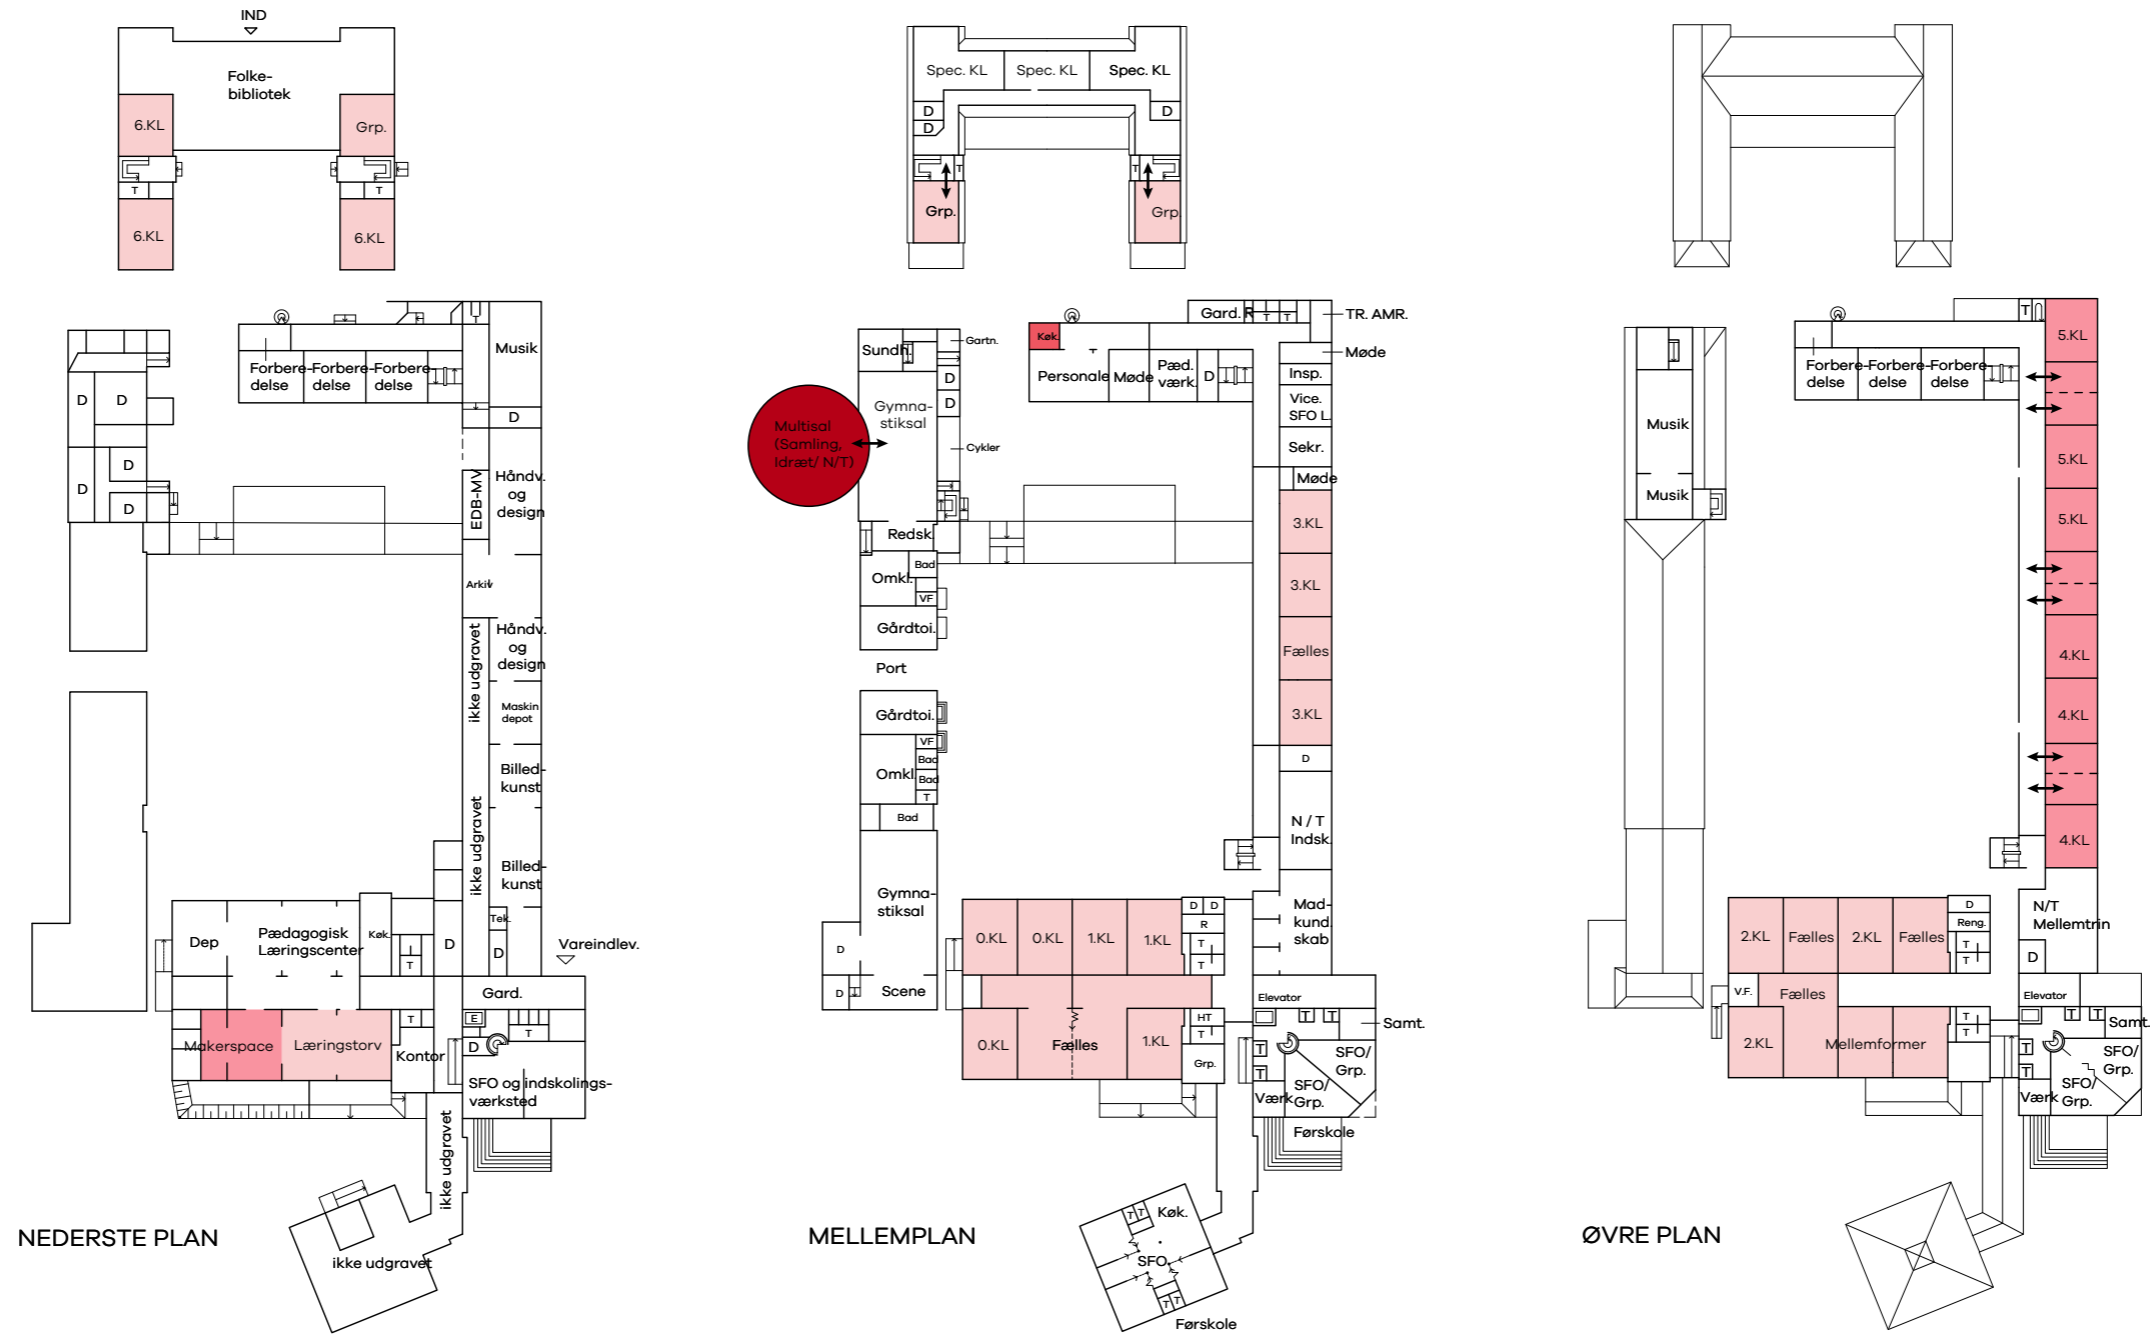 IND
Folke-
bibliotek
6.KL
Grp.
T
T
6.KL
6.KL
Musik
T
Forbere-
delse
Forbere-
delse
Forbere-
delse
D
D
D
D
D
D
EDB-MV
Håndv.
og
design
Arkiv
ikke udgravet
Håndv.
og
design
Maskin
depot
Billed-
kunst
ikke udgravet
Billed-
kunst
Tek.
D
D
Vareindlev.
Dep
Pædagogisk
Læringscenter
Køk.
T
T
Gard.
E
T
D
Makerspace
Læringstorv
Kontor
SFO og indskolings-
værksted
ikke udgravet
ikke udgravet
NEDERSTE PLAN
Spec. KL
Spec. KL
Spec. KL
D
D
D
T
T
Grp.
Grp.
Gard.
R
T
T
TR. AMR.
Møde
Køk.
Personale
Møde
Pæd.
værk.
D
Insp.
Vice.
SFO L.
Sekr.
Møde
Sundh.
Gartn.
D
D
Gymna-
stiksal
Cykler
Multisal
(Samling,
Idræt/ N/T)
Redsk.
Bad
Omkl.
VF
Gårdtoi.
Port
Gårdtoi.
VF
Bad
Omkl.
Bad
T
Bad
Gymna-
stiksal
D
D
Scene
3.KL
3.KL
Fælles
3.KL
D
N / T
Indsk.
Mad-
kund.
skab
0.KL
0.KL
1.KL
1.KL
D
D
R
T
T
0.KL
Fælles
1.KL
HT
T
Grp.
Elevator
T
T
Samt.
T
T
SFO/
Grp.
SFO/
Grp.
Værk
Førskole
T
T
Køk.
SFO
T
T
Førskole
MELLEMPLAN
T
5.KL
Forbere-
delse
Forbere-
delse
Forbere-
delse
5.KL
5.KL
4.KL
4.KL
4.KL
Musik
Musik
N/T
Mellemtrin
D
2.KL
Fælles
2.KL
Fælles
D
Reng.
T
T
V.F.
Fælles
2.KL
Mellemformer
T
T
Elevator
T
T
Samt.
T
T
SFO/
Grp.
SFO/
Grp.
Værk
ØVRE PLAN